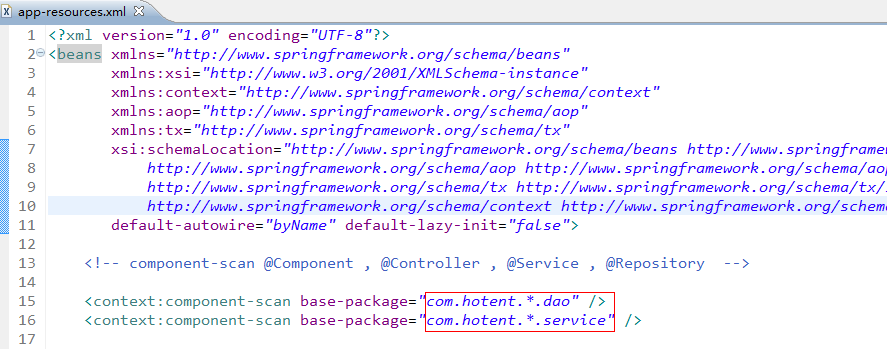 app-resources.xml
1 <?xml version="1.0" encoding="UTF-8"?>
2 <beans xmlns="http://www.springframework.org/schema/beans"
3 xmlns:xsi="http://www.w3.org/2001/XMLSchema-instance"
4 xmlns:context="http://www.springframework.org/schema/context"
5 xmlns:aop="http://www.springframework.org/schema/aop"
6 xmlns:tx="http://www.springframework.org/schema/tx"
7 xsi:schemaLocation="http://www.springframework.org/schema/beans http://www.springframew
8 http://www.springframework.org/schema/aop http://www.springframework.org/schema/aop
9 http://www.springframework.org/schema/tx http://www.springframework.org/schema/tx/
10 http://www.springframework.org/schema/context http://www.springframework.org/schem
11 default-autowire="byName" default-lazy-init="false">
12
13 <!-- component-scan @Component , @Controller , @Service , @Repository -->
14
15 <context:component-scan base-package="com.hotent.*.dao" />
16 <context:component-scan base-package="com.hotent.*.service" />
17